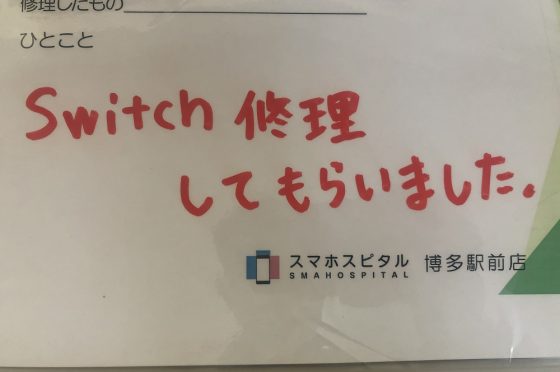 修理したもの
ひとこと
Switch 修理
してもらいました。
スマホスピタル 博多駅前店
SMAHOSPITAL